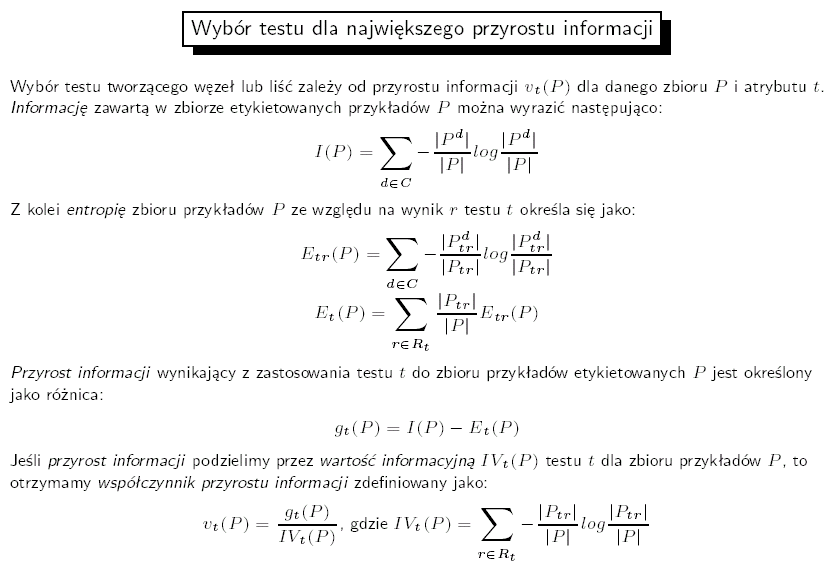 Wybór testu dla największego przyrostu informacji
Wybór testu tworzącego węzeł lub liść zależy od przyrostu informacji $v_t(P)$ dla danego zbioru $P$ i atrybutu $t$.
Informację zawartą w zbiorze etykietowanych przykładów $P$ można wyrazić następująco:
$I(P) = \sum_{d \in C} -\frac{|P^d|}{|P|} log \frac{|P^d|}{|P|}$
Z kolei entropię zbioru przykładów $P$ ze względu na wynik $r$ testu $t$ określa się jako:
$E_{tr}(P) = \sum_{d \in C} -\frac{|P_{tr}^d|}{|P_{tr}|} log \frac{|P_{tr}^d|}{|P_{tr}|}$
$E_t(P) = \sum_{r \in R_t} \frac{|P_{tr}|}{|P|} E_{tr}(P)$
Przyrost informacji wynikający z zastosowania testu $t$ do zbioru przykładów etykietowanych $P$ jest określony
jako różnica:
$g_t(P) = I(P) - E_t(P)$
Jeśli przyrost informacji podzielimy przez wartość informacyjną $IV_t(P)$ testu $t$ dla zbioru przykładów $P$, to
otrzymamy współczynnik przyrostu informacji zdefiniowany jako:
$v_t(P) = \frac{g_t(P)}{IV_t(P)}$, gdzie $IV_t(P) = \sum_{r \in R_t} -\frac{|P_{tr}|}{|P|} log \frac{|P_{tr}|}{|P|}$